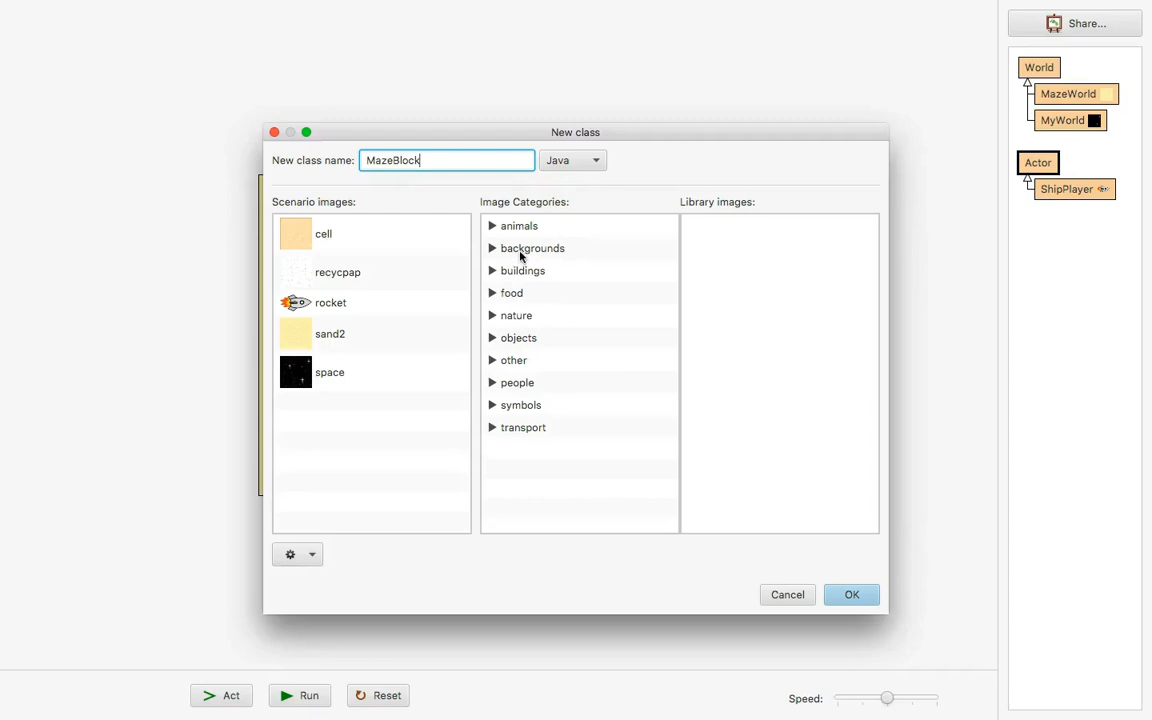 Share...
World
MazeWorld
MyWorld
Actor
ShipPlayer
New class
New class name: MazeBlock Java
Scenario images: Image Categories: Library images:
cell
recycpap
rocket
sand2
space
animals
backgrounds
buildings
food
nature
objects
other
people
symbols
transport
Cancel OK
Act Run Reset Speed: